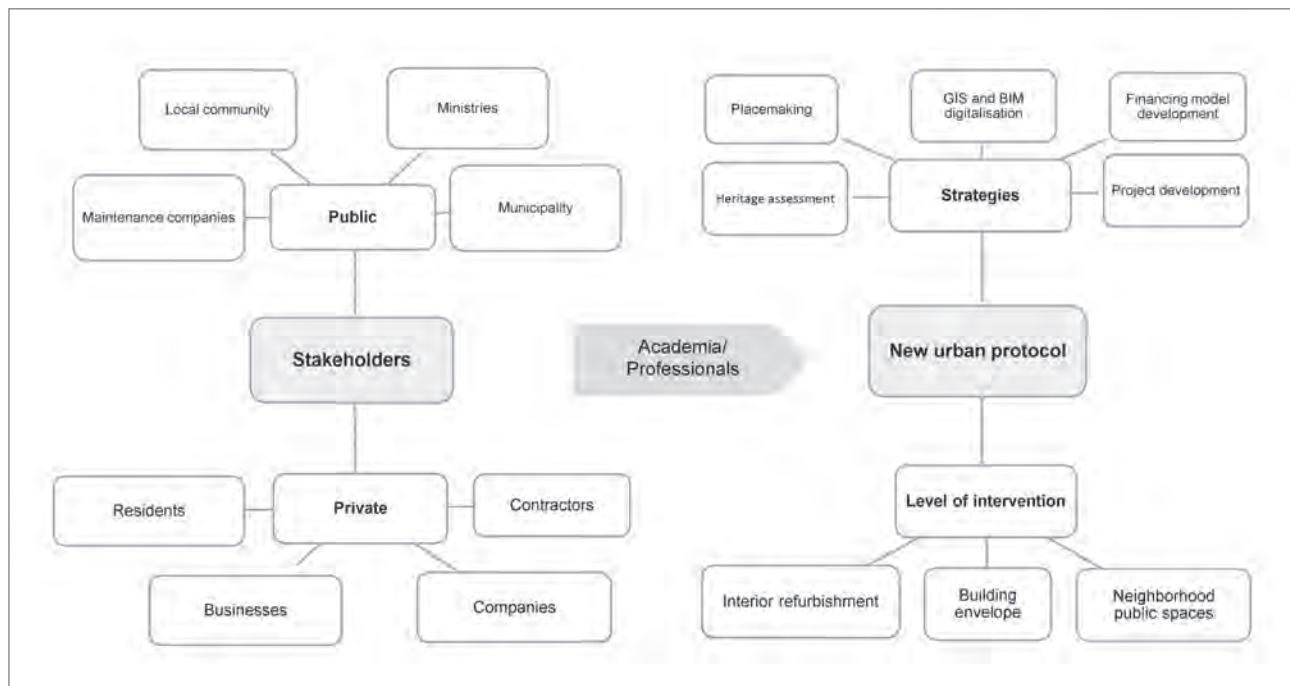 Local community
Ministries
Maintenance companies
Public
Municipality
Stakeholders
Residents
Private
Contractors
Businesses
Companies
Academia/
Professionals
Placemaking
GIS and BIM
digitalisation
Financing model
development
Heritage assessment
Strategies
Project development
New urban protocol
Level of intervention
Interior refurbishment
Building
envelope
Neighborhood
public spaces